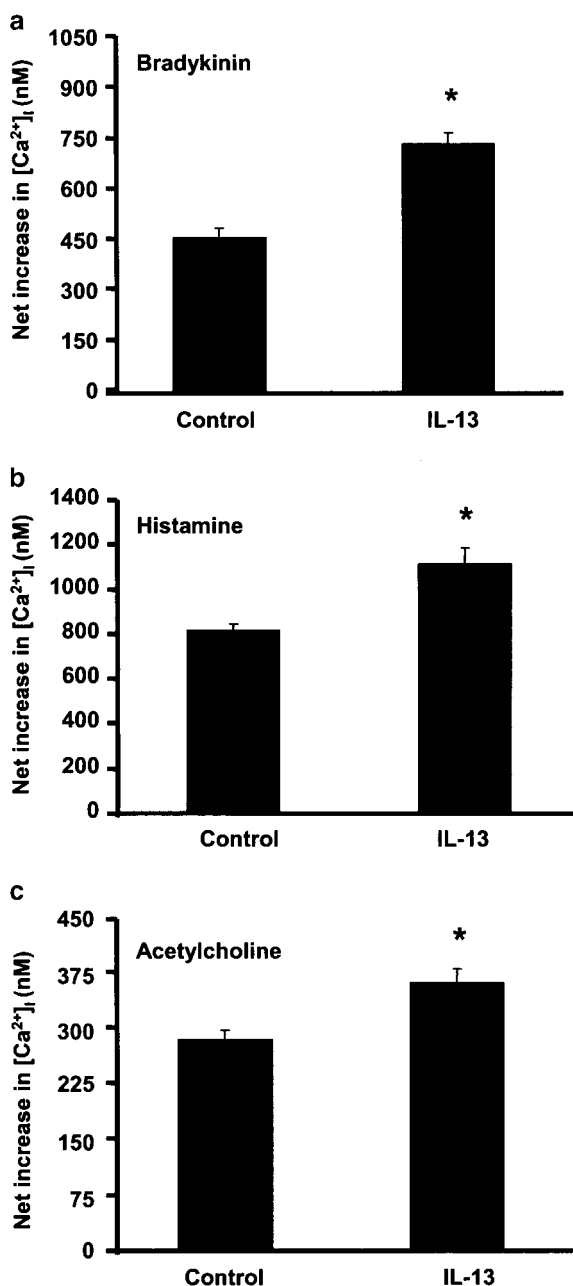 a
Net increase in [Ca²⁺]ᵢ (nM)
1050
900
750
600
450
300
150
0
Bradykinin
*
Control IL-13
b
Net increase in [Ca²⁺]ᵢ (nM)
1400
1200
1000
800
600
400
200
0
Histamine
*
Control IL-13
c
Net increase in [Ca²⁺]ᵢ (nM)
450
375
300
225
150
75
0
Acetylcholine
*
Control IL-13